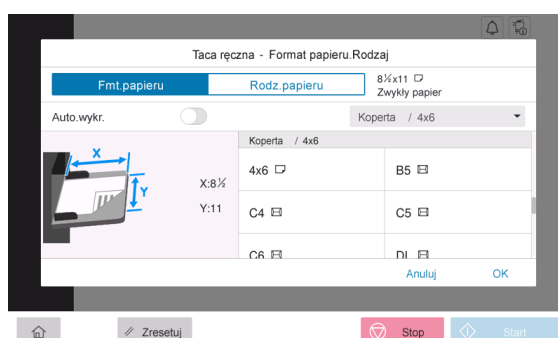 Taca ręczna - Format papieru.Rodzaj
Fmt.papieru
Rodz.papieru
8½x11
Zwykły papier
Auto.wykr.
Koperta / 4x6
Koperta / 4x6
X
Y
X:8½
Y:11
4x6
B5
C4
C5
C6
DL
Anuluj
OK
Zresetuj
Stop
Start